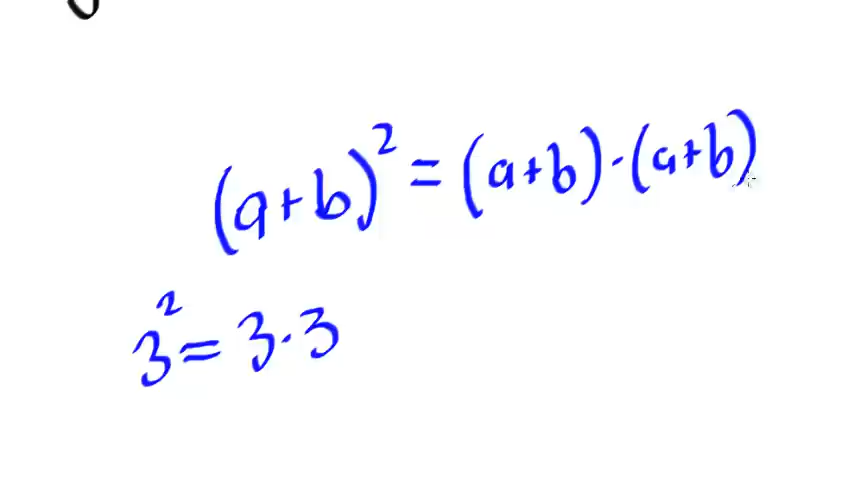 (a+b)² = (a+b)·(a+b)
3² = 3·3